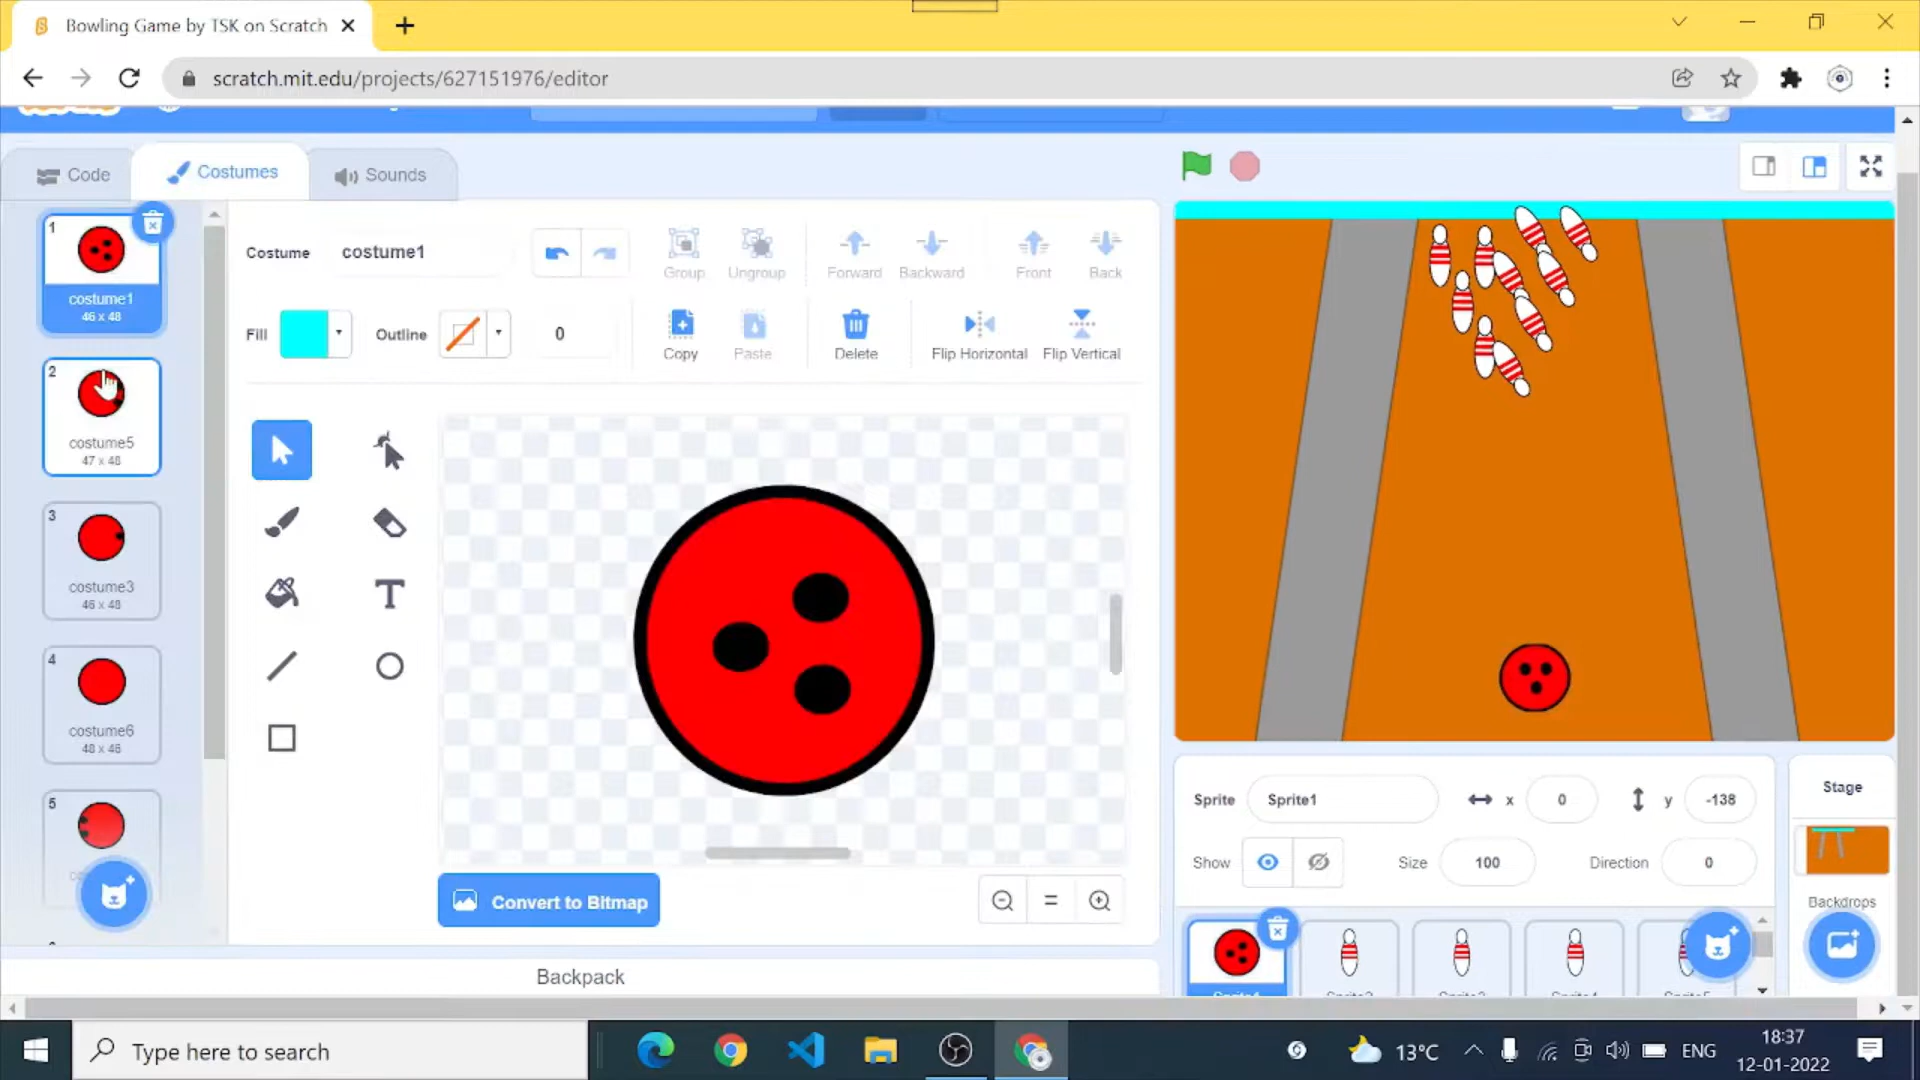 Bowling Game by TSK on Scratch
scratch.mit.edu/projects/627151976/editor
Code
Costumes
Sounds
1
costume1
46 x 48
2
costume5
47 x 48
3
costume3
46 x 48
4
costume6
48 x 46
5
Costume
costume1
Group
Ungroup
Forward
Backward
Front
Back
Fill
Outline
0
Copy
Paste
Delete
Flip Horizontal
Flip Vertical
Convert to Bitmap
Backpack
Sprite
Sprite1
x
0
y
-138
Show
Size
100
Direction
0
Stage
Backdrops
Type here to search
13°C
ENG
18:37
12-01-2022